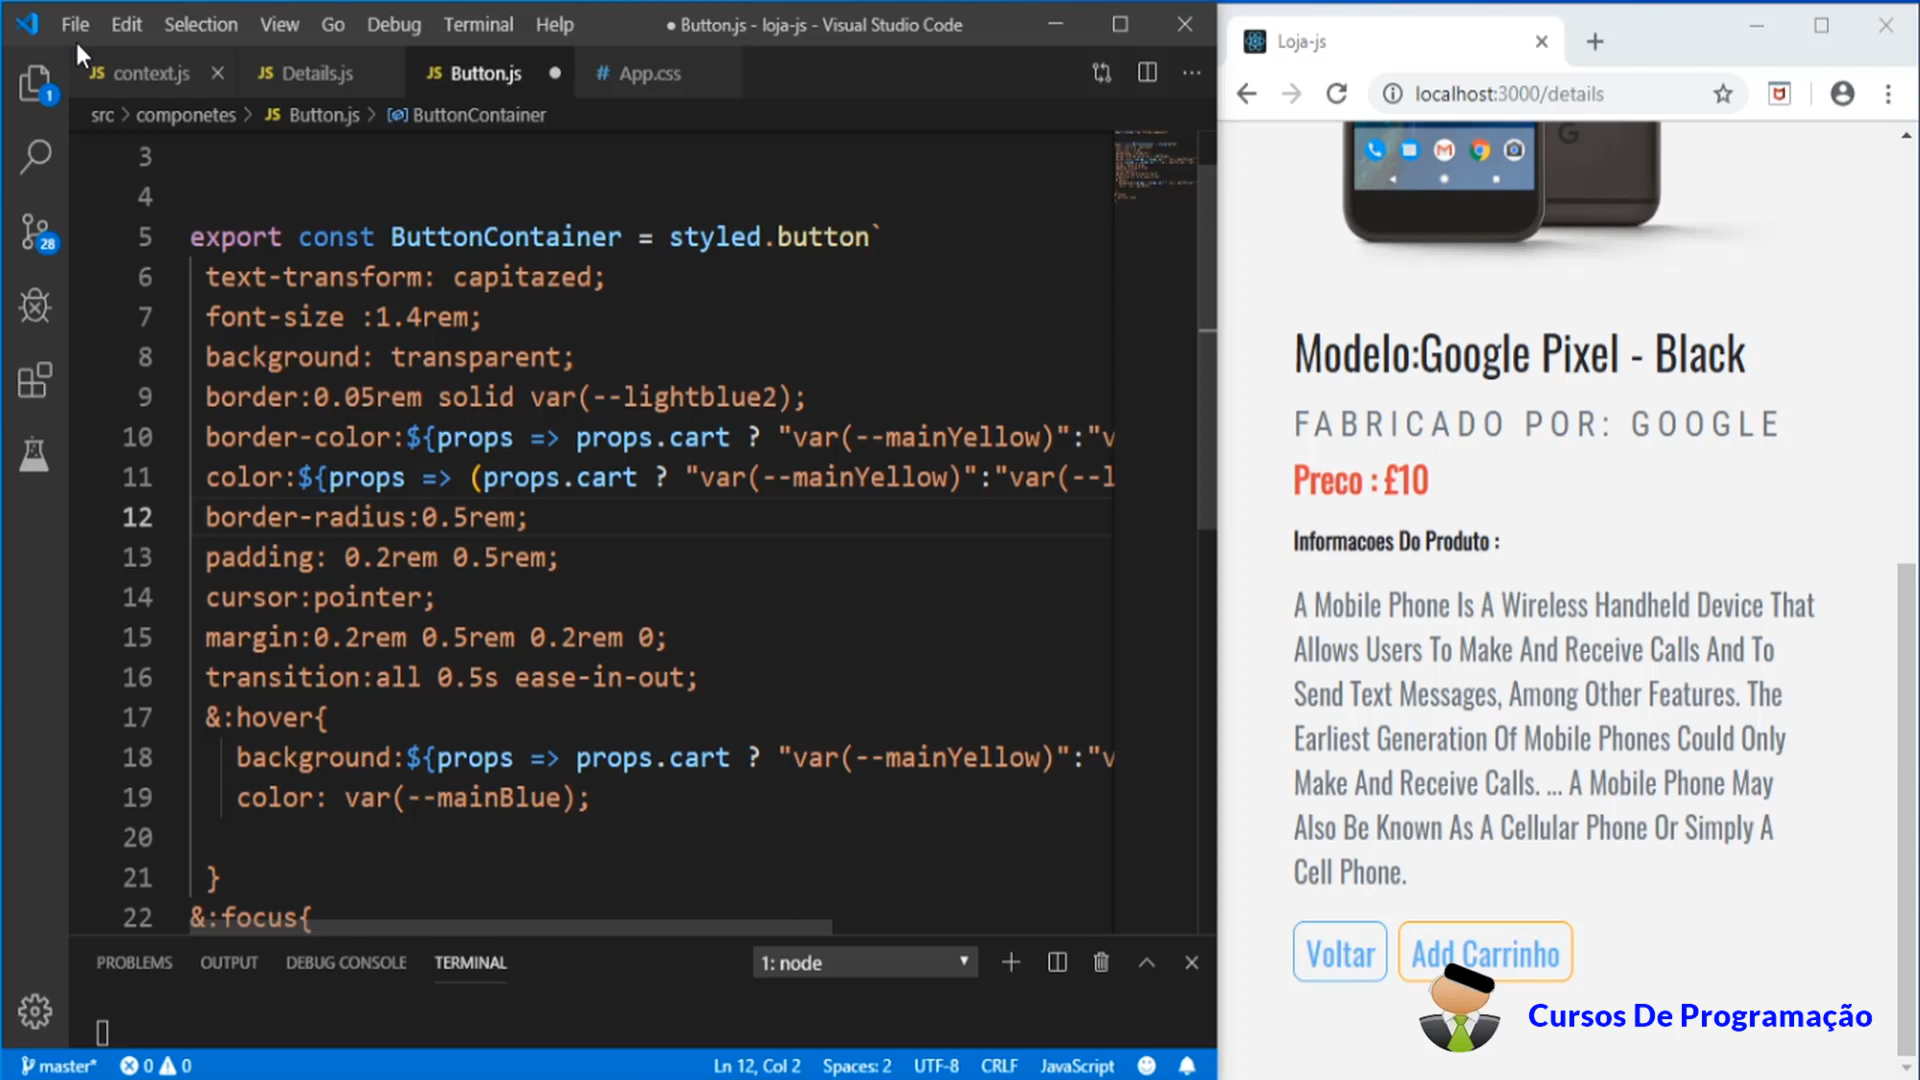 File Edit Selection View Go Debug Terminal Help
● Button.js - loja-js - Visual Studio Code
JS context.js
JS Details.js
JS Button.js
# App.css
src > componetes > JS Button.js > ButtonContainer
1
28
3
4
5 export const ButtonContainer = styled.button`
6 text-transform: capitazed;
7 font-size :1.4rem;
8 background: transparent;
9 border:0.05rem solid var(--lightblue2);
10 border-color:${props => props.cart ? "var(--mainYellow)":"v
11 color:${props => (props.cart ? "var(--mainYellow)":"var(--l
12 border-radius:0.5rem;
13 padding: 0.2rem 0.5rem;
14 cursor:pointer;
15 margin:0.2rem 0.5rem 0.2rem 0;
16 transition:all 0.5s ease-in-out;
17 &:hover{
18 background:${props => props.cart ? "var(--mainYellow)":"v
19 color: var(--mainBlue);
20
21 }
22 &:focus{
PROBLEMS OUTPUT DEBUG CONSOLE TERMINAL
1: node
master* 0 0
Ln 12, Col 2 Spaces: 2 UTF-8 CRLF JavaScript
Loja-js
localhost:3000/details
G
Modelo:Google Pixel - Black
FABRICADO POR: GOOGLE
Preco : £10
Informacoes Do Produto :
A Mobile Phone Is A Wireless Handheld Device That
Allows Users To Make And Receive Calls And To
Send Text Messages, Among Other Features. The
Earliest Generation Of Mobile Phones Could Only
Make And Receive Calls. ... A Mobile Phone May
Also Be Known As A Cellular Phone Or Simply A
Cell Phone.
Voltar Add Carrinho
Cursos De Programação